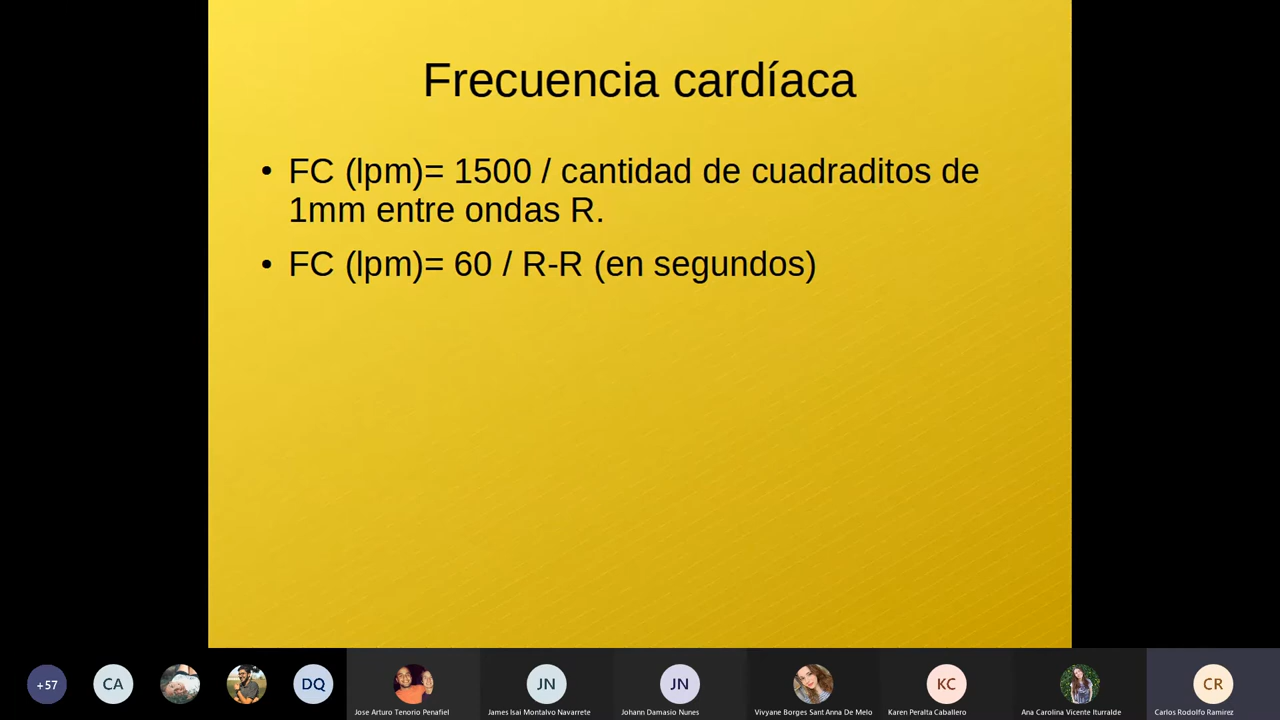 Frecuencia cardíaca
• FC (lpm)= 1500 / cantidad de cuadraditos de
1mm entre ondas R.
• FC (lpm)= 60 / R-R (en segundos)
+57
CA
DQ
JN
JN
KC
CR
Jose Arturo Tenorio Penafiel
James Isai Montalvo Navarrete
Johann Damasio Nunes
Vivyane Borges Sant Anna De Melo
Karen Peralta Caballero
Ana Carolina Vicente Iturralde
Carlos Rodolfo Ramirez